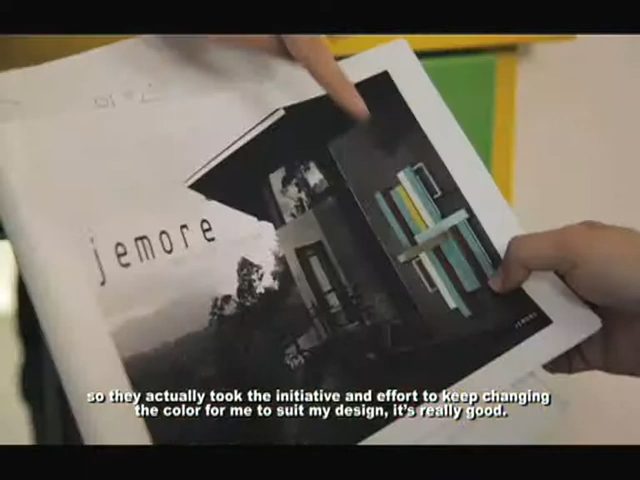 jemore
JEMORE
so they actually took the initiative and effort to keep changing
the color for me to suit my design, it's really good.